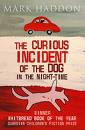 MARK HADDON
THE CURIOUS
INCIDENT OF
THE DOG
IN THE NIGHT-TIME
WINNER
WHITBREAD BOOK OF THE YEAR
GUARDIAN CHILDREN'S FICTION PRIZE